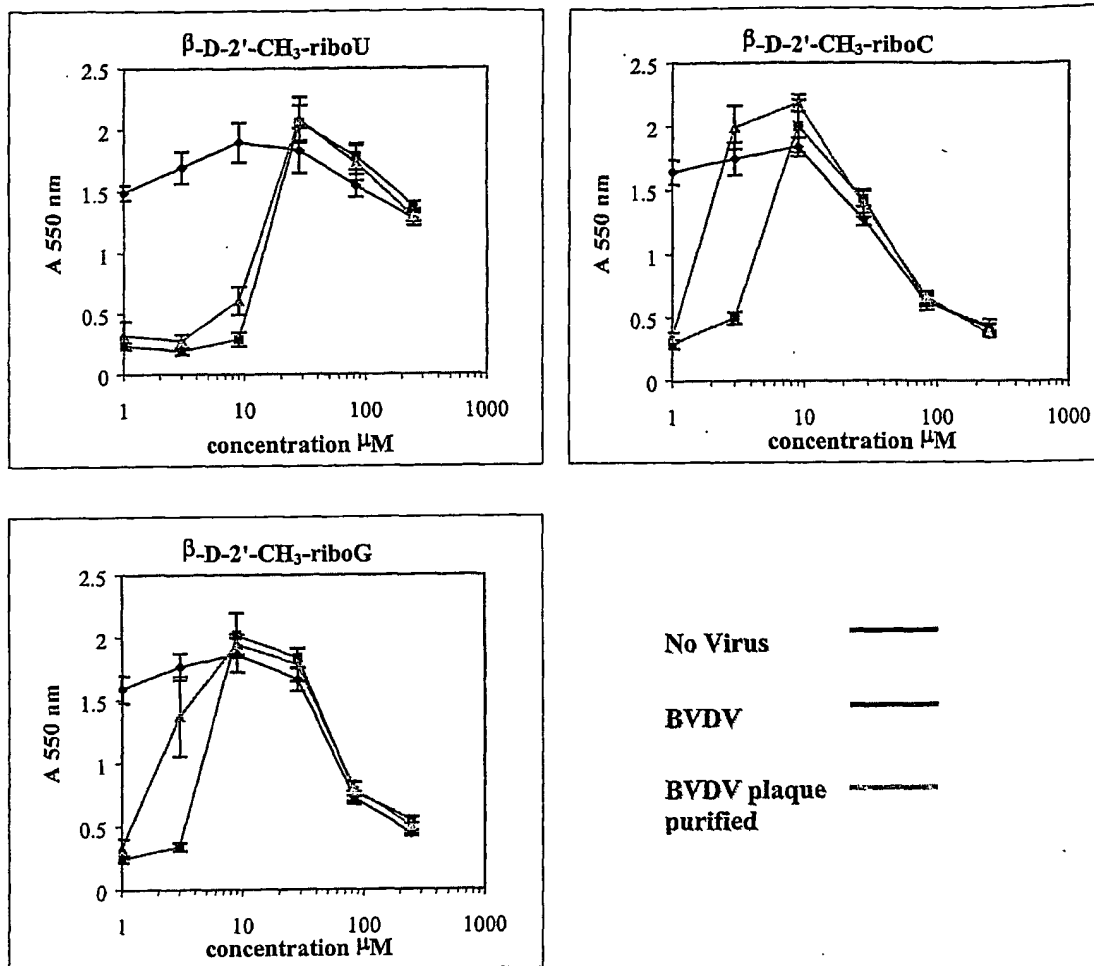 β-D-2'-CH₃-riboU
2.5
2
1.5
1
0.5
0
A 550 nm
1 10 100 1000
concentration μM
β-D-2'-CH₃-riboC
2.5
2
1.5
1
0.5
0
A 550 nm
1 10 100 1000
concentration μM
β-D-2'-CH₃-riboG
2.5
2
1.5
1
0.5
0
A 550 nm
1 10 100 1000
concentration μM
No Virus
BVDV
BVDV plaque
purified